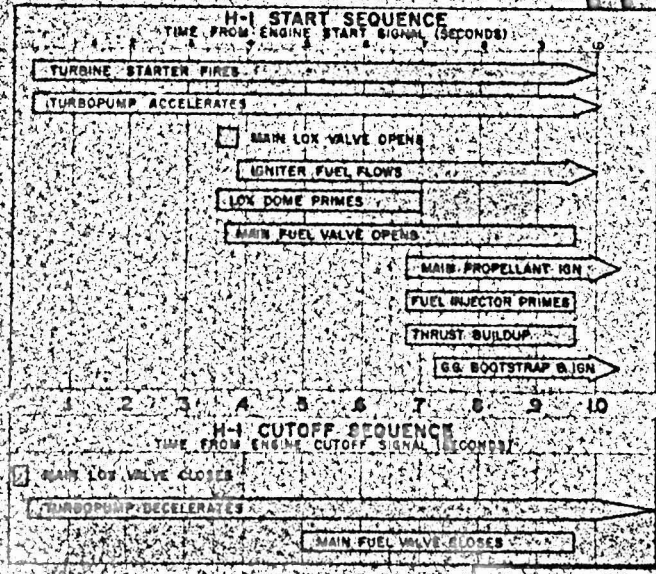 H-1 START SEQUENCE
TIME FROM ENGINE START SIGNAL (SECONDS)
TURBINE STARTER FIRES
TURBOPUMP ACCELERATES
MAIN LOX VALVE OPENS
IGNITER FUEL FLOWS
LOX DOME PRIMES
MAIN FUEL VALVE OPENS
MAIN PROPELLANT IGN
FUEL INJECTOR PRIMES
THRUST BUILDUP
G.G. BOOTSTRAP & IGN
.1 .2 .3 .4 .5 .6 .7 .8 .9 1.0
H-1 CUTOFF SEQUENCE
TIME FROM ENGINE CUTOFF SIGNAL (SECONDS)
MAIN LOX VALVE CLOSES
TURBOPUMP DECELERATES
MAIN FUEL VALVE CLOSES